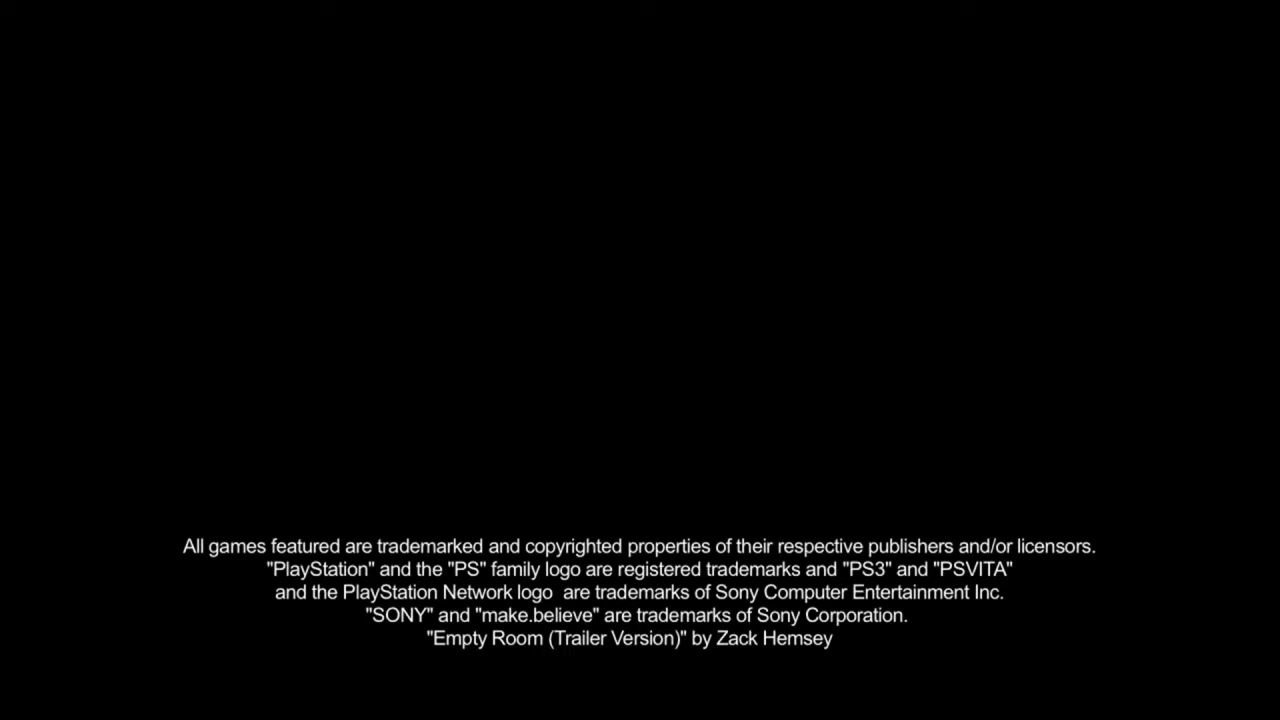 All games featured are trademarked and copyrighted properties of their respective publishers and/or licensors.
"PlayStation" and the "PS" family logo are registered trademarks and "PS3" and "PSVITA"
and the PlayStation Network logo  are trademarks of Sony Computer Entertainment Inc.
"SONY" and "make.believe" are trademarks of Sony Corporation.
"Empty Room (Trailer Version)" by Zack Hemsey